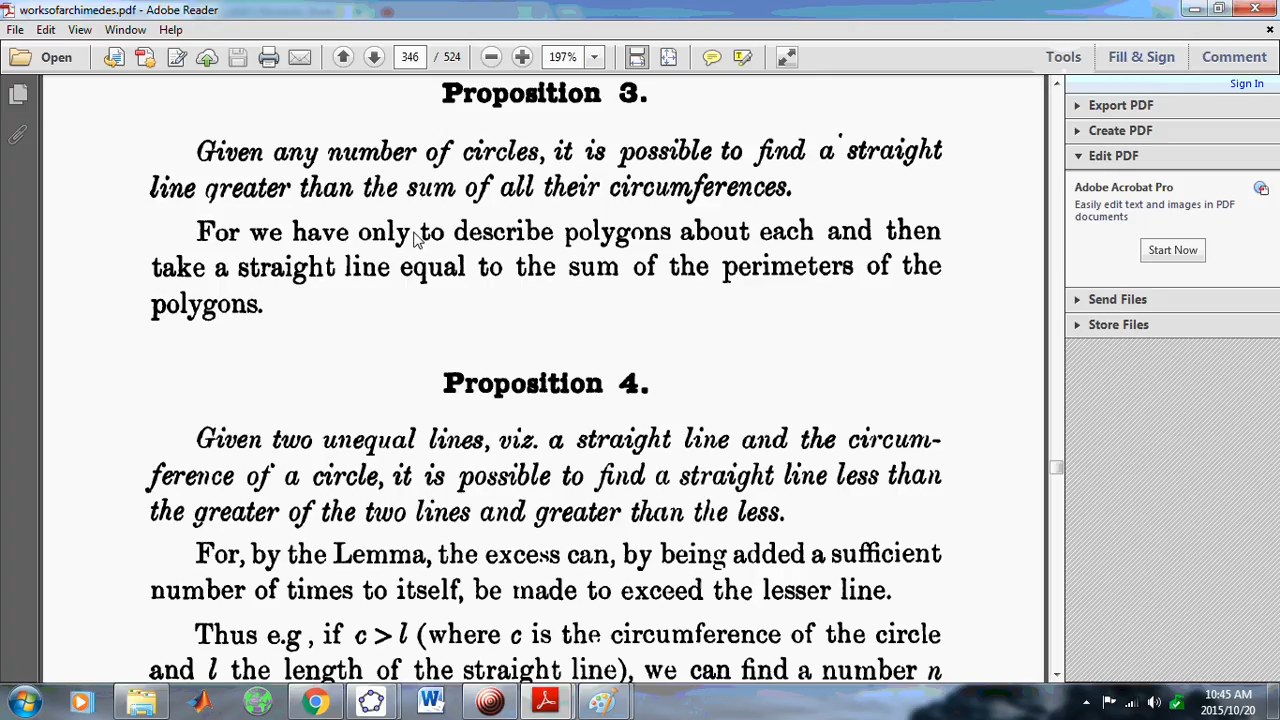 worksofarchimedes.pdf - Adobe Reader
File Edit View Window Help
Open 346 / 524 197% Tools Fill & Sign Comment
Sign In
Export PDF
Create PDF
Edit PDF
Adobe Acrobat Pro
Easily edit text and images in PDF
documents
Start Now
Send Files
Store Files
Proposition 3.
Given any number of circles, it is possible to find a straight
line greater than the sum of all their circumferences.
For we have only to describe polygons about each and then
take a straight line equal to the sum of the perimeters of the
polygons.
Proposition 4.
Given two unequal lines, viz. a straight line and the circum-
ference of a circle, it is possible to find a straight line less than
the greater of the two lines and greater than the less.
For, by the Lemma, the excess can, by being added a sufficient
number of times to itself, be made to exceed the lesser line.
Thus e.g., if c > l (where c is the circumference of the circle
and l the length of the straight line), we can find a number n
10:45 AM
2015/10/20